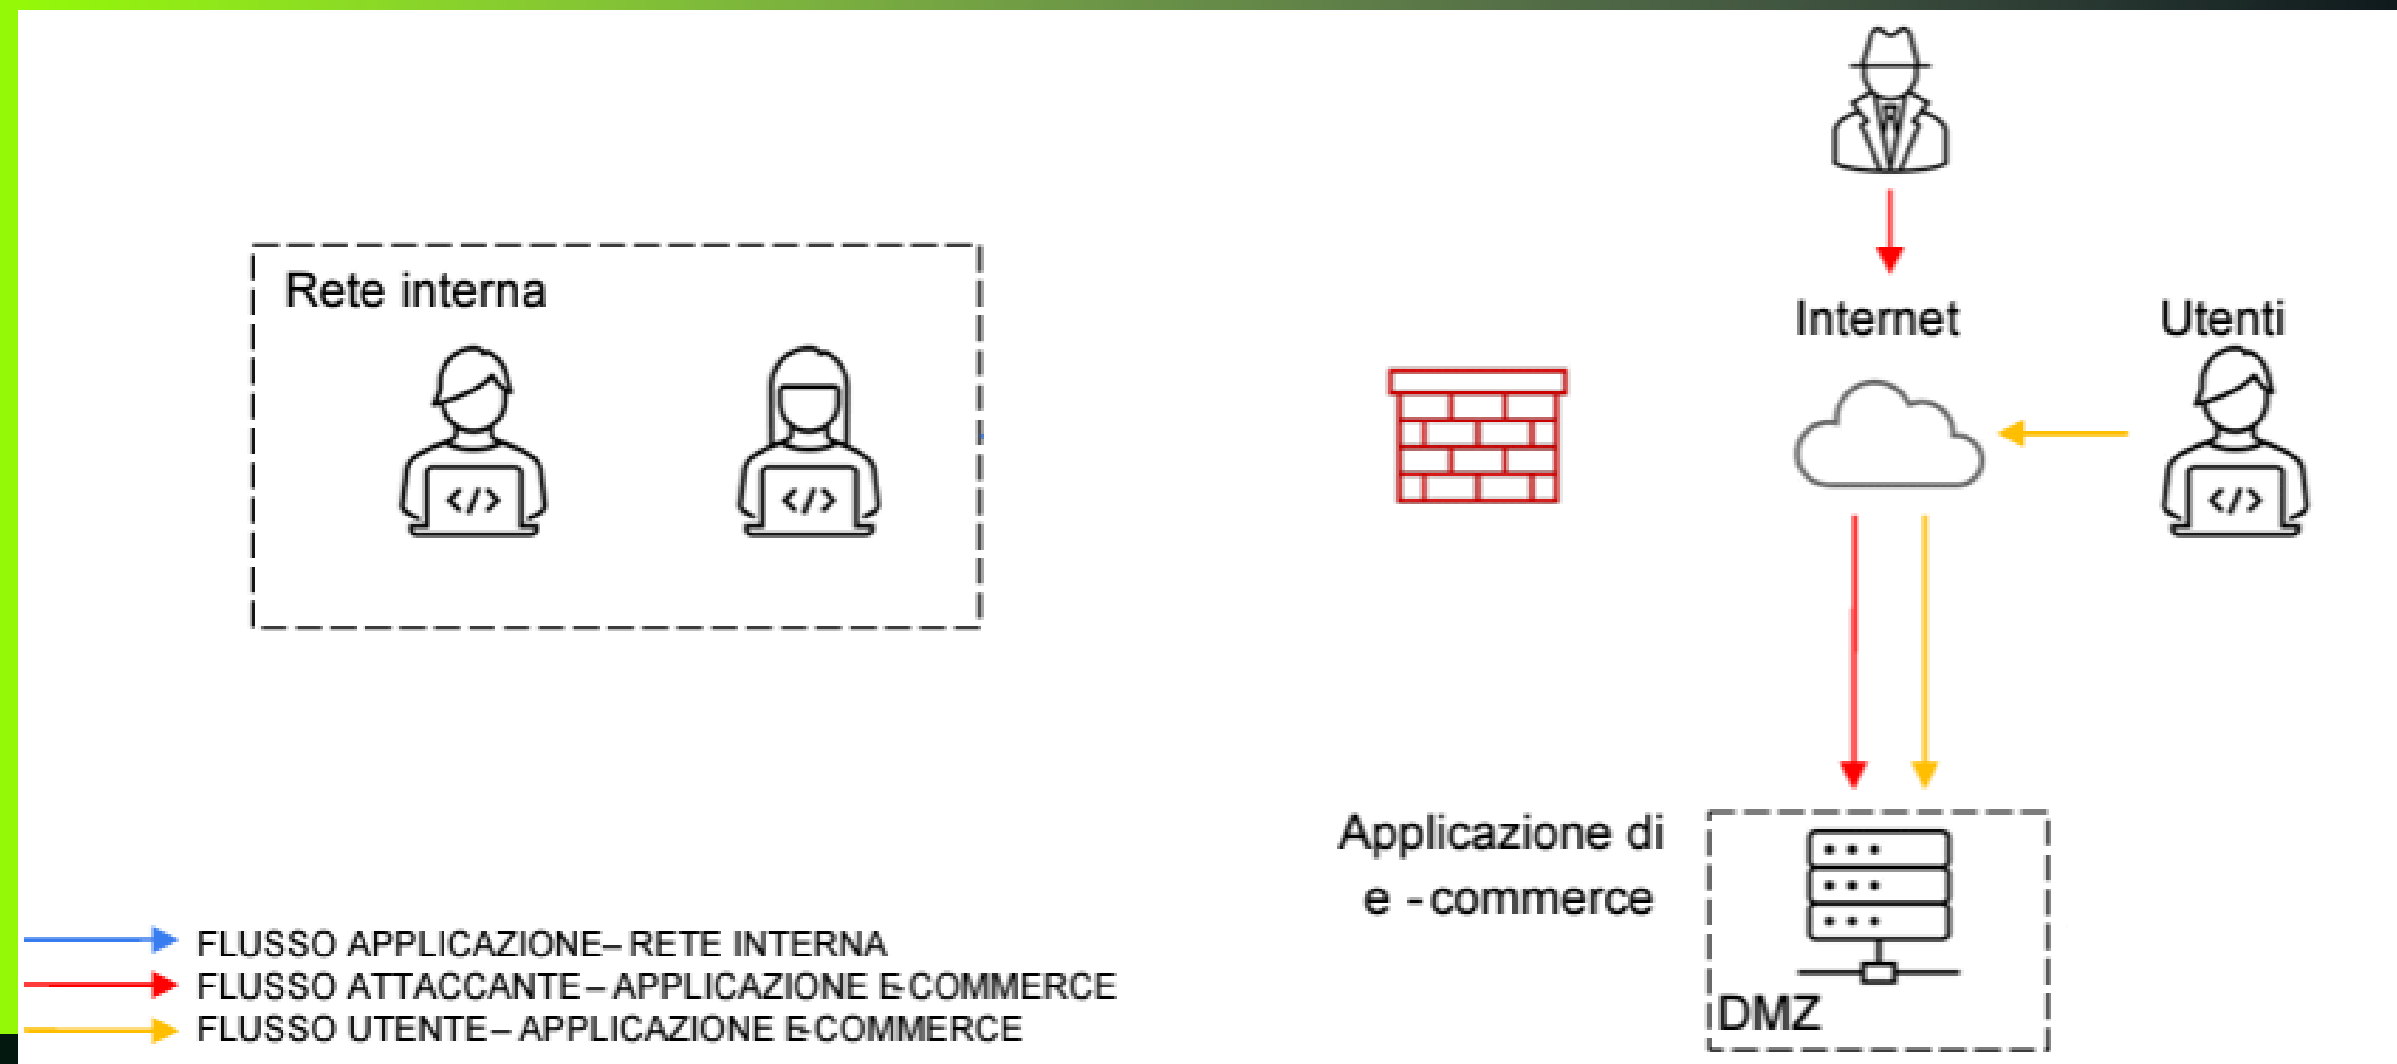 Rete interna
Internet
Utenti
</>
</>
</>
Applicazione di
e -commerce
DMZ
FLUSSO APPLICAZIONE– RETE INTERNA
FLUSSO ATTACCANTE– APPLICAZIONE E-COMMERCE
FLUSSO UTENTE– APPLICAZIONE E-COMMERCE